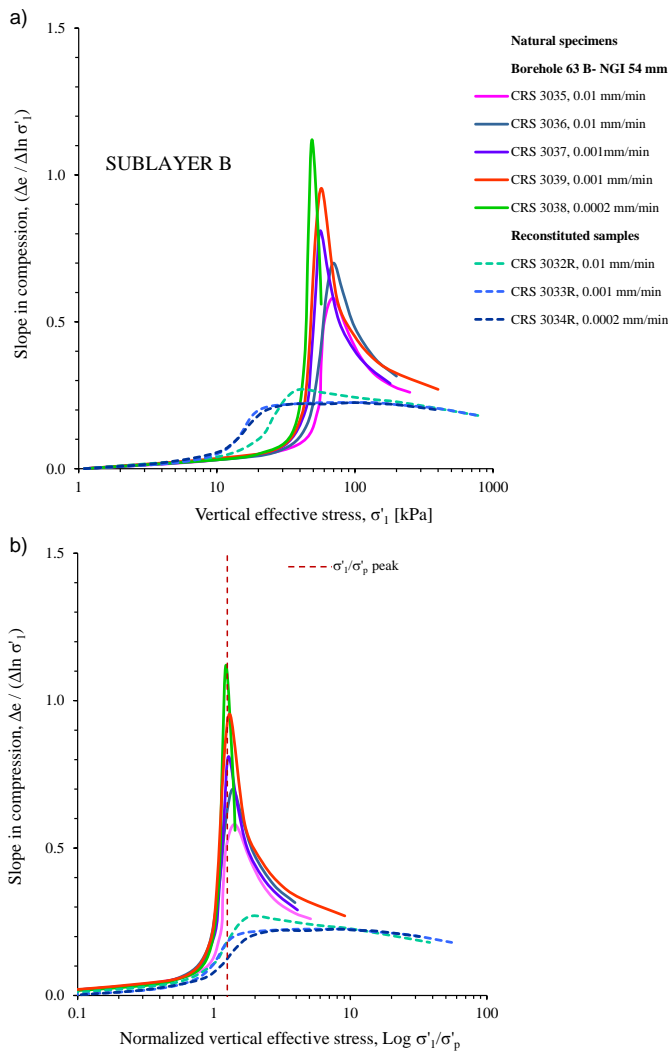 a)
1.5
1.0
0.5
0.0
Slope in compession, (Δe / Δln σ'₁)
SUBLAYER B
1
10
100
1000
Vertical effective stress, σ'₁ [kPa]
Natural specimens
Borehole 63 B- NGI 54 mm
CRS 3035, 0.01 mm/min
CRS 3036, 0.01 mm/min
CRS 3037, 0.001mm/min
CRS 3039, 0.001 mm/min
CRS 3038, 0.0002 mm/min
Reconstituted samples
CRS 3032R, 0.01 mm/min
CRS 3033R, 0.001 mm/min
CRS 3034R, 0.0002 mm/min
b)
1.5
1.0
0.5
0.0
Slope in compression, Δe / (Δln σ'₁)
σ'₁/σ'ₚ peak
0.1
1
10
100
Normalized vertical effective stress, Log σ'₁/σ'ₚ